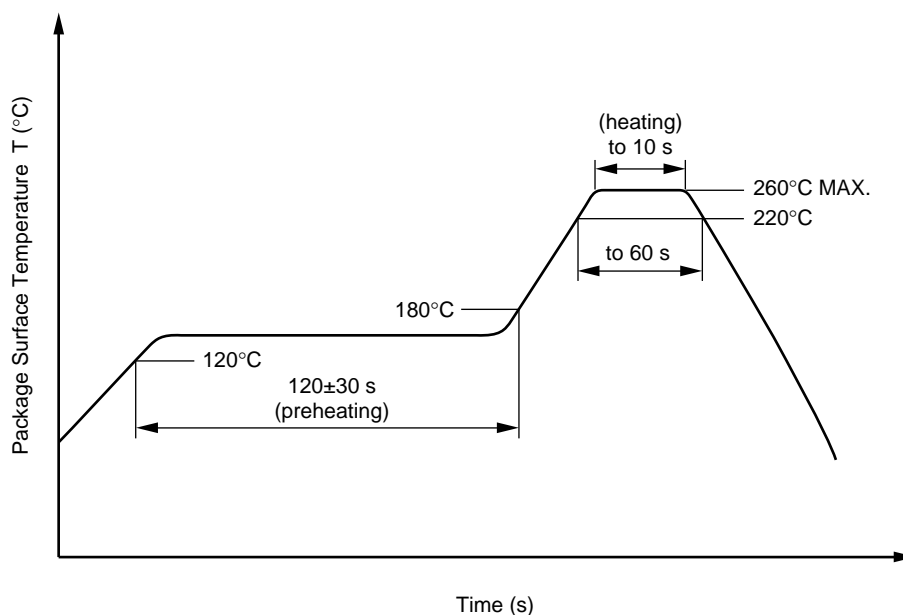 Package Surface Temperature T (°C)
(heating)
to 10 s
260°C MAX.
220°C
to 60 s
180°C
120°C
120±30 s
(preheating)
Time (s)